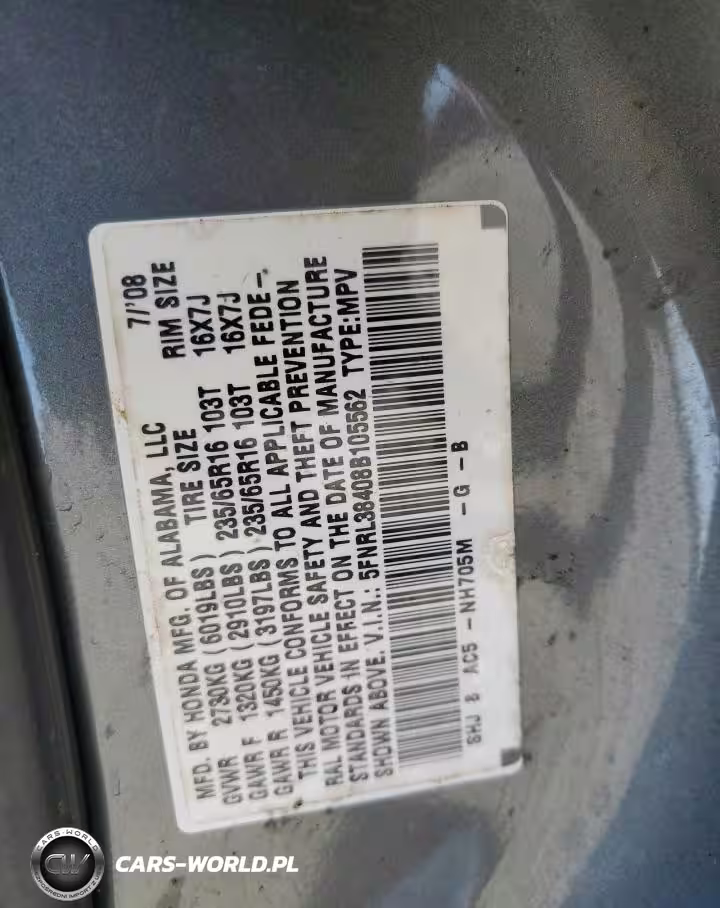 MFD. BY HONDA MFG. OF ALABAMA, LLC 7/'08
GVWR 2730KG (6019LBS) TIRE SIZE RIM SIZE
GAWR F 1320KG (2910LBS) 235/65R16 103T 16X7J
GAWR R 1450KG (3197LBS) 235/65R16 103T 16X7J
THIS VEHICLE CONFORMS TO ALL APPLICABLE FEDE-
RAL MOTOR VEHICLE SAFETY AND THEFT PREVENTION
STANDARDS IN EFFECT ON THE DATE OF MANUFACTURE
SHOWN ABOVE. V.I.N.: 5FNRL38408B105562 TYPE:MPV
SHJ B AC5 -NH705M -G-B
CARS-WORLD
CW
CARS-WORLD.PL